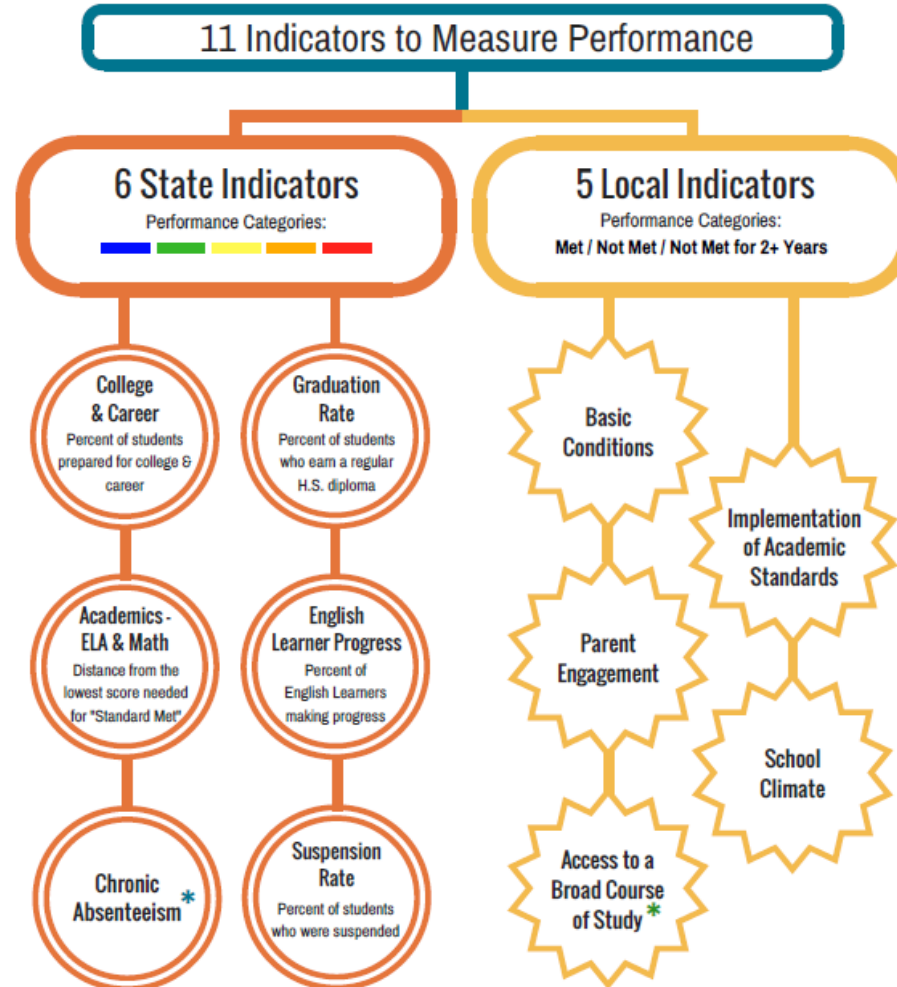 11 Indicators to Measure Performance
6 State Indicators
Performance Categories:
5 Local Indicators
Performance Categories:
Met / Not Met / Not Met for 2+ Years
College
& Career
Percent of students
prepared for college &
career
Graduation
Rate
Percent of students
who earn a regular
H.S. diploma
Academics -
ELA & Math
Distance from the
lowest score needed
for "Standard Met"
English
Learner Progress
Percent of
English Learners
making progress
Chronic
Absenteeism*
Suspension
Rate
Percent of students
who were suspended
Basic
Conditions
Implementation
of Academic
Standards
Parent
Engagement
School
Climate
Access to a
Broad Course
of Study*